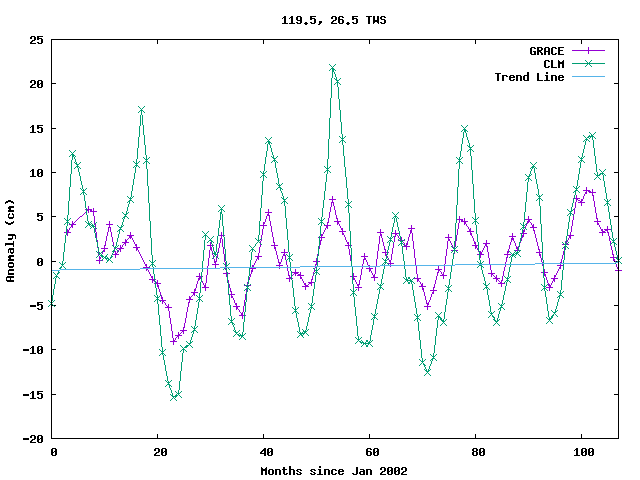 119.5, 26.5 TWS
GRACE
CLM
Trend Line
25
20
15
10
5
0
-5
-10
-15
-20
Anomaly (cm)
0 20 40 60 80 100
Months since Jan 2002